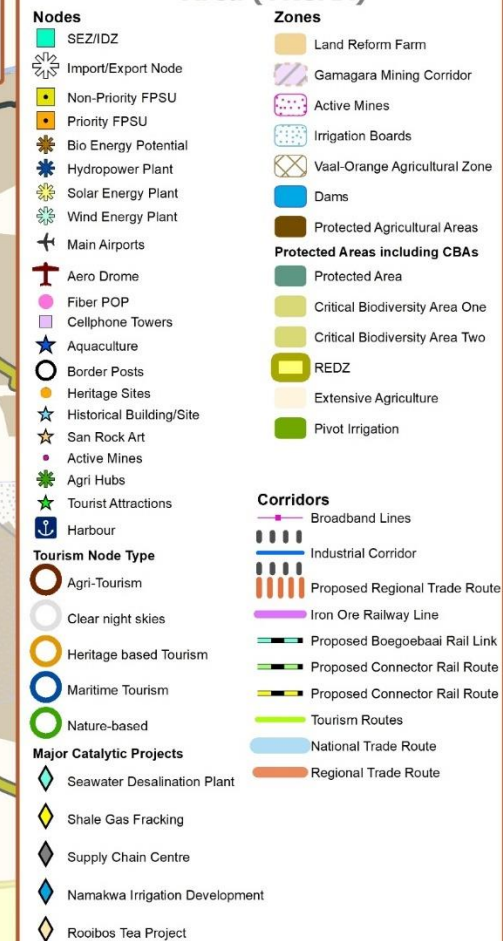 Nodes
SEZ/IDZ
Import/Export Node
Non-Priority FPSU
Priority FPSU
Bio Energy Potential
Hydropower Plant
Solar Energy Plant
Wind Energy Plant
Main Airports
Aero Drome
Fiber POP
Cellphone Towers
Aquaculture
Border Posts
Heritage Sites
Historical Building/Site
San Rock Art
Active Mines
Agri Hubs
Tourist Attractions
Harbour
Tourism Node Type
Agri-Tourism
Clear night skies
Heritage based Tourism
Maritime Tourism
Nature-based
Major Catalytic Projects
Seawater Desalination Plant
Shale Gas Fracking
Supply Chain Centre
Namakwa Irrigation Development
Rooibos Tea Project
Zones
Land Reform Farm
Gamagara Mining Corridor
Active Mines
Irrigation Boards
Vaal-Orange Agricultural Zone
Dams
Protected Agricultural Areas
Protected Areas including CBAs
Protected Area
Critical Biodiversity Area One
Critical Biodiversity Area Two
REDZ
Extensive Agriculture
Pivot Irrigation
Corridors
Broadband Lines
Industrial Corridor
Proposed Regional Trade Route
Iron Ore Railway Line
Proposed Boegoebaai Rail Link
Proposed Connector Rail Route
Proposed Connector Rail Route
Tourism Routes
National Trade Route
Regional Trade Route